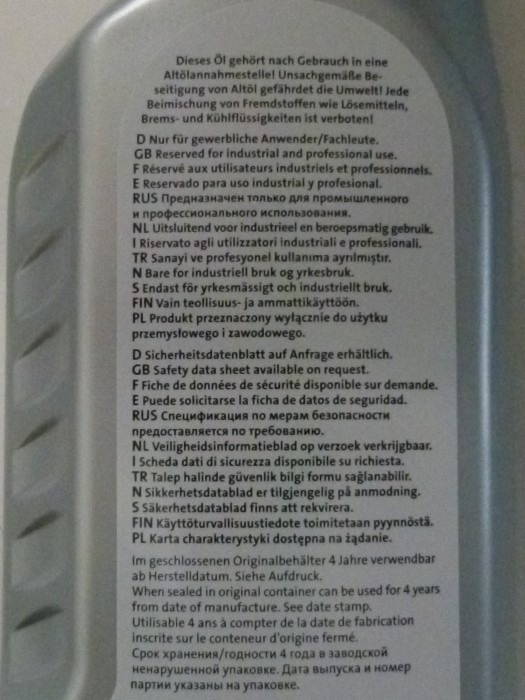 Dieses Öl gehört nach Gebrauch in eine
Altölannahmestelle! Unsachgemäße Be-
seitigung von Altöl gefährdet die Umwelt! Jede
Beimischung von Fremdstoffen wie Lösemitteln,
Brems- und Kühlflüssigkeiten ist verboten!
D Nur für gewerbliche Anwender/Fachleute.
GB Reserved for industrial and professional use.
F Réservé aux utilisateurs industriels et professionnels.
E Reservado para uso industrial y profesional.
RUS Предназначен только для промышленного
и профессионального использования.
NL Uitsluitend voor industrieel en beroepsmatig gebruik.
I Riservato agli utilizzatori industriali e professionali.
TR Sanayi ve profesyonel kullanıma ayrılmıştır.
N Bare for industriell bruk og yrkesbruk.
S Endast för yrkesmässigt och industriellt bruk.
FIN Vain teollisuus- ja ammattikäyttöön.
PL Produkt przeznaczony wyłącznie do użytku
przemysłowego i zawodowego.
D Sicherheitsdatenblatt auf Anfrage erhältlich.
GB Safety data sheet available on request.
F Fiche de données de sécurité disponible sur demande.
E Puede solicitarse la ficha de datos de seguridad.
RUS Спецификация по мерам безопасности
предоставляется по требованию.
NL Veiligheidsinformatieblad op verzoek verkrijgbaar.
I Scheda dati di sicurezza disponibile su richiesta.
TR Talep halinde güvenlik bilgi formu sağlanabilir.
N Sikkerhetsdatablad er tilgjengelig på anmodning.
S Säkerhetsdatablad finns att rekvirera.
FIN Käyttöturvallisuustiedote toimitetaan pyynnöstä.
PL Karta charakterystyki dostępna na żądanie.
Im geschlossenen Originalbehälter 4 Jahre verwendbar
ab Herstelldatum. Siehe Aufdruck.
When sealed in original container can be used for 4 years
from date of manufacture. See date stamp.
Utilisable 4 ans à compter de la date de fabrication
inscrite sur le conteneur d'origine fermé.
Срок хранения/годности 4 года в заводской
ненарушенной упаковке. Дата выпуска и номер
партии указаны на упаковке.